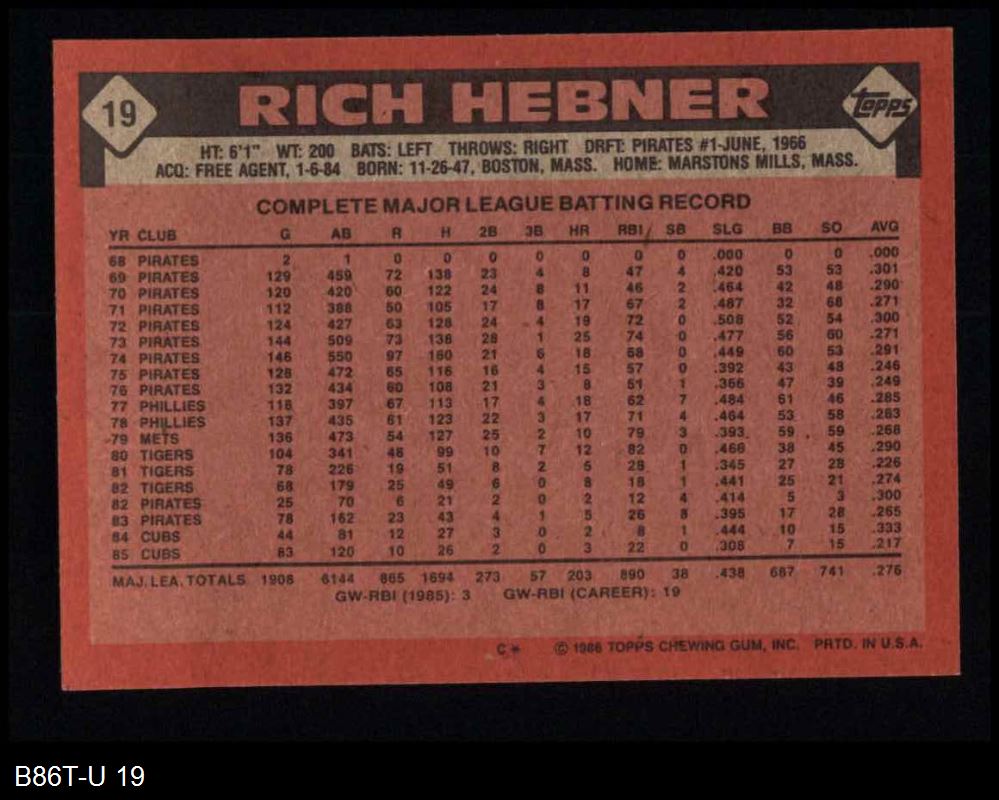 19
RICH HEBNER
Topps
HT: 6'1" WT: 200 BATS: LEFT THROWS: RIGHT DRFT: PIRATES #1-JUNE, 1966
ACQ: FREE AGENT, 1-6-84 BORN: 11-26-47, BOSTON, MASS. HOME: MARSTONS MILLS, MASS.
COMPLETE MAJOR LEAGUE BATTING RECORD
YR CLUB G AB R H 2B 3B HR RBI SB SLG BB SO AVG
68 PIRATES 2 1 0 0 0 0 0 0 0 .000 0 0 .000
69 PIRATES 129 459 72 138 23 4 8 47 4 .420 53 53 .301
70 PIRATES 120 420 60 122 24 8 11 46 2 .464 42 48 .290
71 PIRATES 112 388 50 105 17 8 17 67 2 .487 32 68 .271
72 PIRATES 124 427 63 128 24 4 19 72 0 .508 52 54 .300
73 PIRATES 144 509 73 138 28 1 25 74 0 .477 56 60 .271
74 PIRATES 146 550 97 160 21 6 18 68 0 .449 60 53 .291
75 PIRATES 128 472 65 116 16 4 15 57 0 .392 43 48 .246
76 PIRATES 132 434 60 108 21 3 8 51 1 .366 47 39 .249
77 PHILLIES 118 397 67 113 17 4 18 62 7 .484 61 46 .285
78 PHILLIES 137 435 61 123 22 3 17 71 4 .464 53 58 .283
79 METS 136 473 54 127 25 2 10 79 3 .393 59 59 .268
80 TIGERS 104 341 48 99 10 7 12 82 0 .466 38 45 .290
81 TIGERS 78 226 19 51 8 2 5 28 1 .345 27 28 .226
82 TIGERS 68 179 25 49 6 0 8 18 1 .441 25 21 .274
82 PIRATES 25 70 6 21 2 0 2 12 4 .414 5 3 .300
83 PIRATES 78 162 23 43 4 1 5 26 8 .395 17 28 .265
84 CUBS 44 81 12 27 3 0 2 8 1 .444 10 15 .333
85 CUBS 83 120 10 26 2 0 3 22 0 .308 7 15 .217
MAJ. LEA. TOTALS 1908 6144 865 1694 273 57 203 890 38 .438 687 741 .276
GW-RBI (1985): 3 GW-RBI (CAREER): 19
C* © 1986 TOPPS CHEWING GUM, INC. PRTD. IN U.S.A.
B86T-U 19